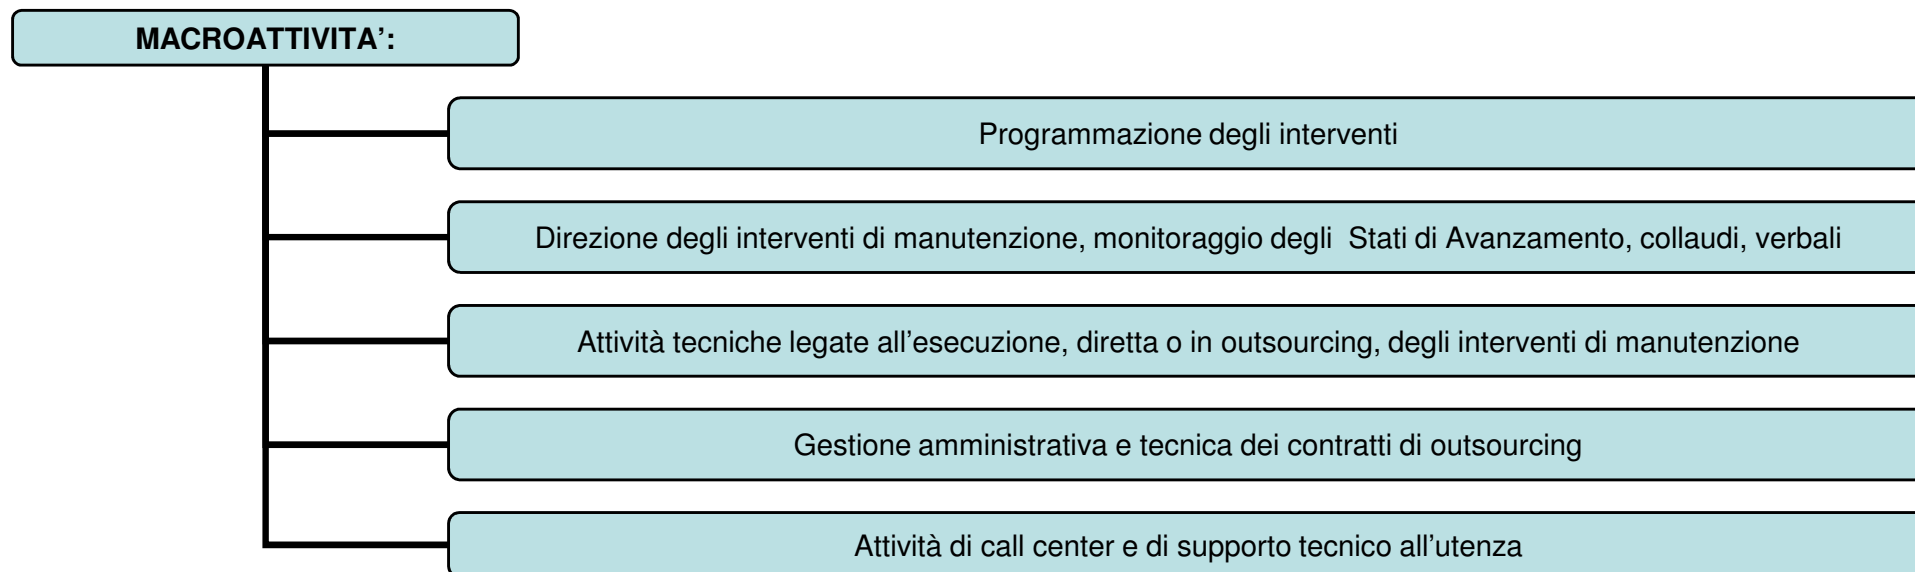 MACROATTIVITA’:
Programmazione degli interventi
Direzione degli interventi di manutenzione, monitoraggio degli  Stati di Avanzamento, collaudi, verbali
Attività tecniche legate all’esecuzione, diretta o in outsourcing, degli interventi di manutenzione
Gestione amministrativa e tecnica dei contratti di outsourcing
Attività di call center e di supporto tecnico all’utenza